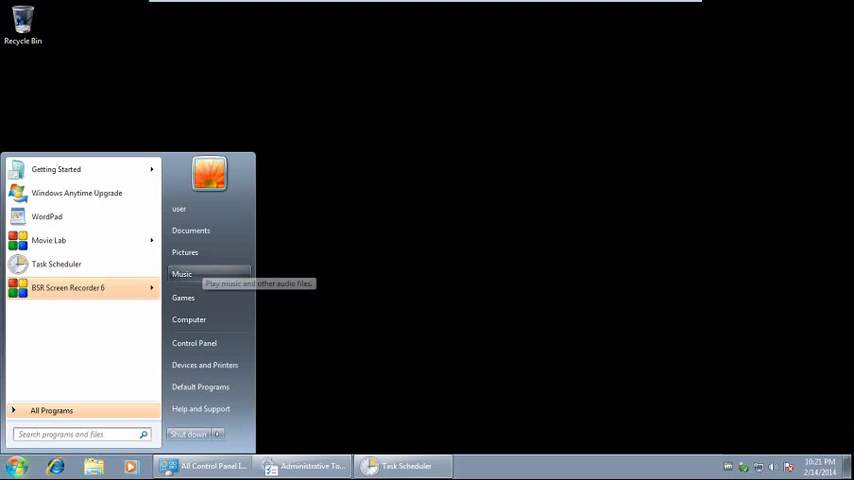 Recycle Bin
Getting Started
Windows Anytime Upgrade
WordPad
Movie Lab
Task Scheduler
BSR Screen Recorder 6
All Programs
Search programs and files
user
Documents
Pictures
Music
Play music and other audio files.
Games
Computer
Control Panel
Devices and Printers
Default Programs
Help and Support
Shut down
All Control Panel I...
Administrative To...
Task Scheduler
10:21 PM
2/14/2014